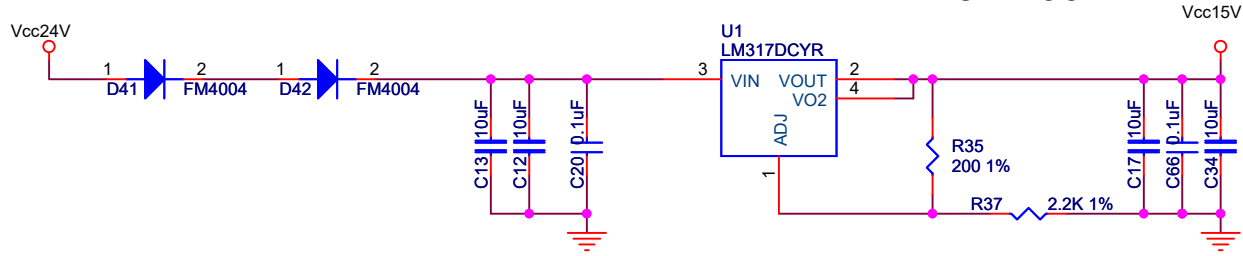 Vcc24V
1
D41
2
FM4004
1
D42
2
FM4004
C13
10uF
C12
10uF
C20
0.1uF
U1
LM317DCYR
3
VIN
VOUT
2
VO2
4
ADJ
1
R35
200 1%
R37
2.2K 1%
Vcc15V
C17
10uF
C66
0.1uF
C34
10uF